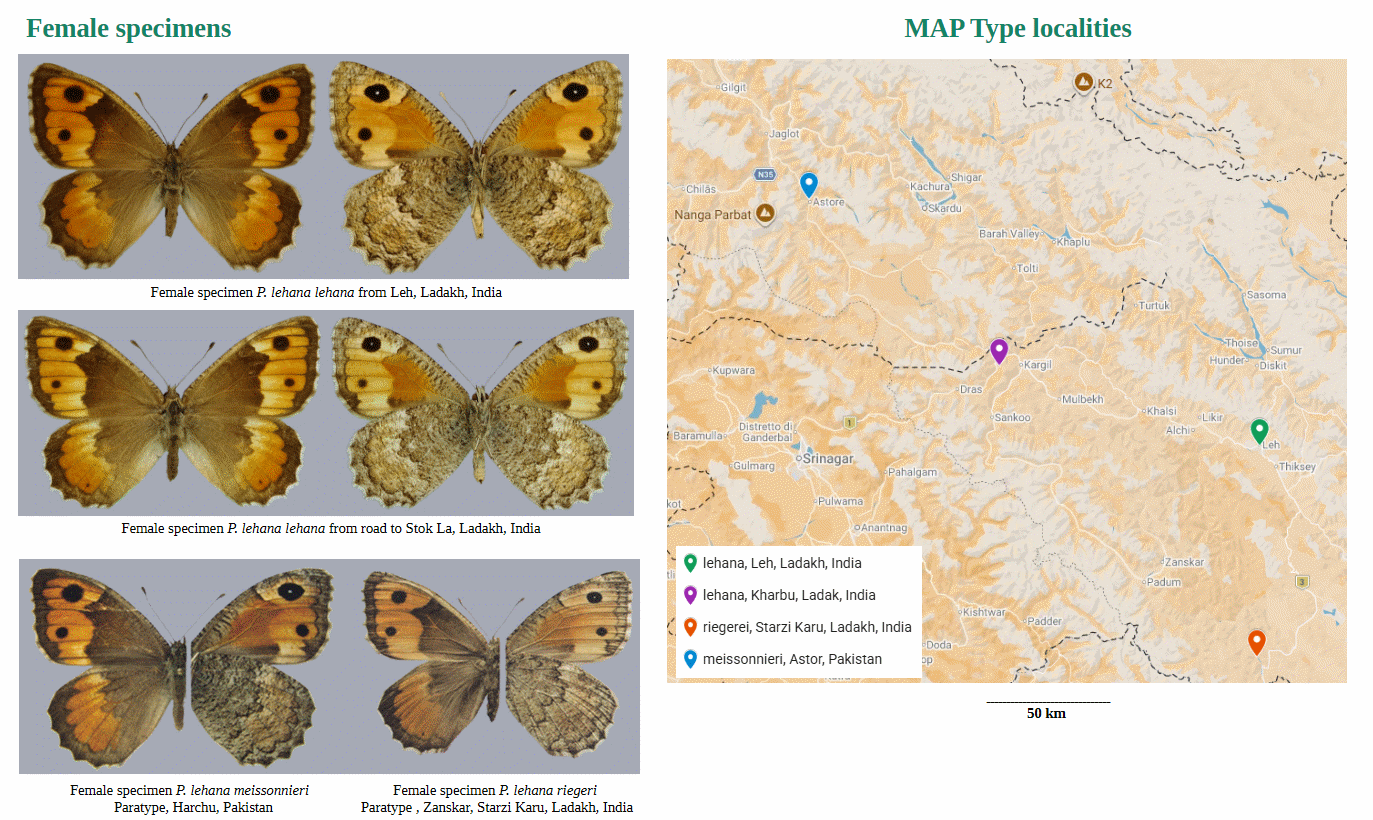 Female specimens
MAP Type localities
Female specimen P. lehana lehana from Leh, Ladakh, India
Female specimen P. lehana lehana from road to Stok La, Ladakh, India
Female specimen P. lehana meissonnieri
Paratype, Harchu, Pakistan
Female specimen P. lehana riegeri
Paratype , Zanskar, Starzi Karu, Ladakh, India
K2
Gilgit
Jaglot
N35
Chilās
Astore
Nanga Parbat
Shigar
Kachura
Skardu
Barah Valley
Khaplu
Tolti
Turtuk
Sasoma
Thoise
Sumur
Hunder
Diskit
Kargil
Kupwara
Dras
Mulbekh
Khalsi
Likir
Sankoo
Alchi
Leh
Distretto di
Ganderbal
1
Baramulla
Srinagar
Thiksey
Gulmarg
Pahalgam
Pulwama
Anantnag
Zanskar
Padum
3
Kishtwar
Padder
Doda
lehana, Leh, Ladakh, India
lehana, Kharbu, Ladak, India
riegerei, Starzi Karu, Ladakh, India
meissonnieri, Astor, Pakistan
50 km